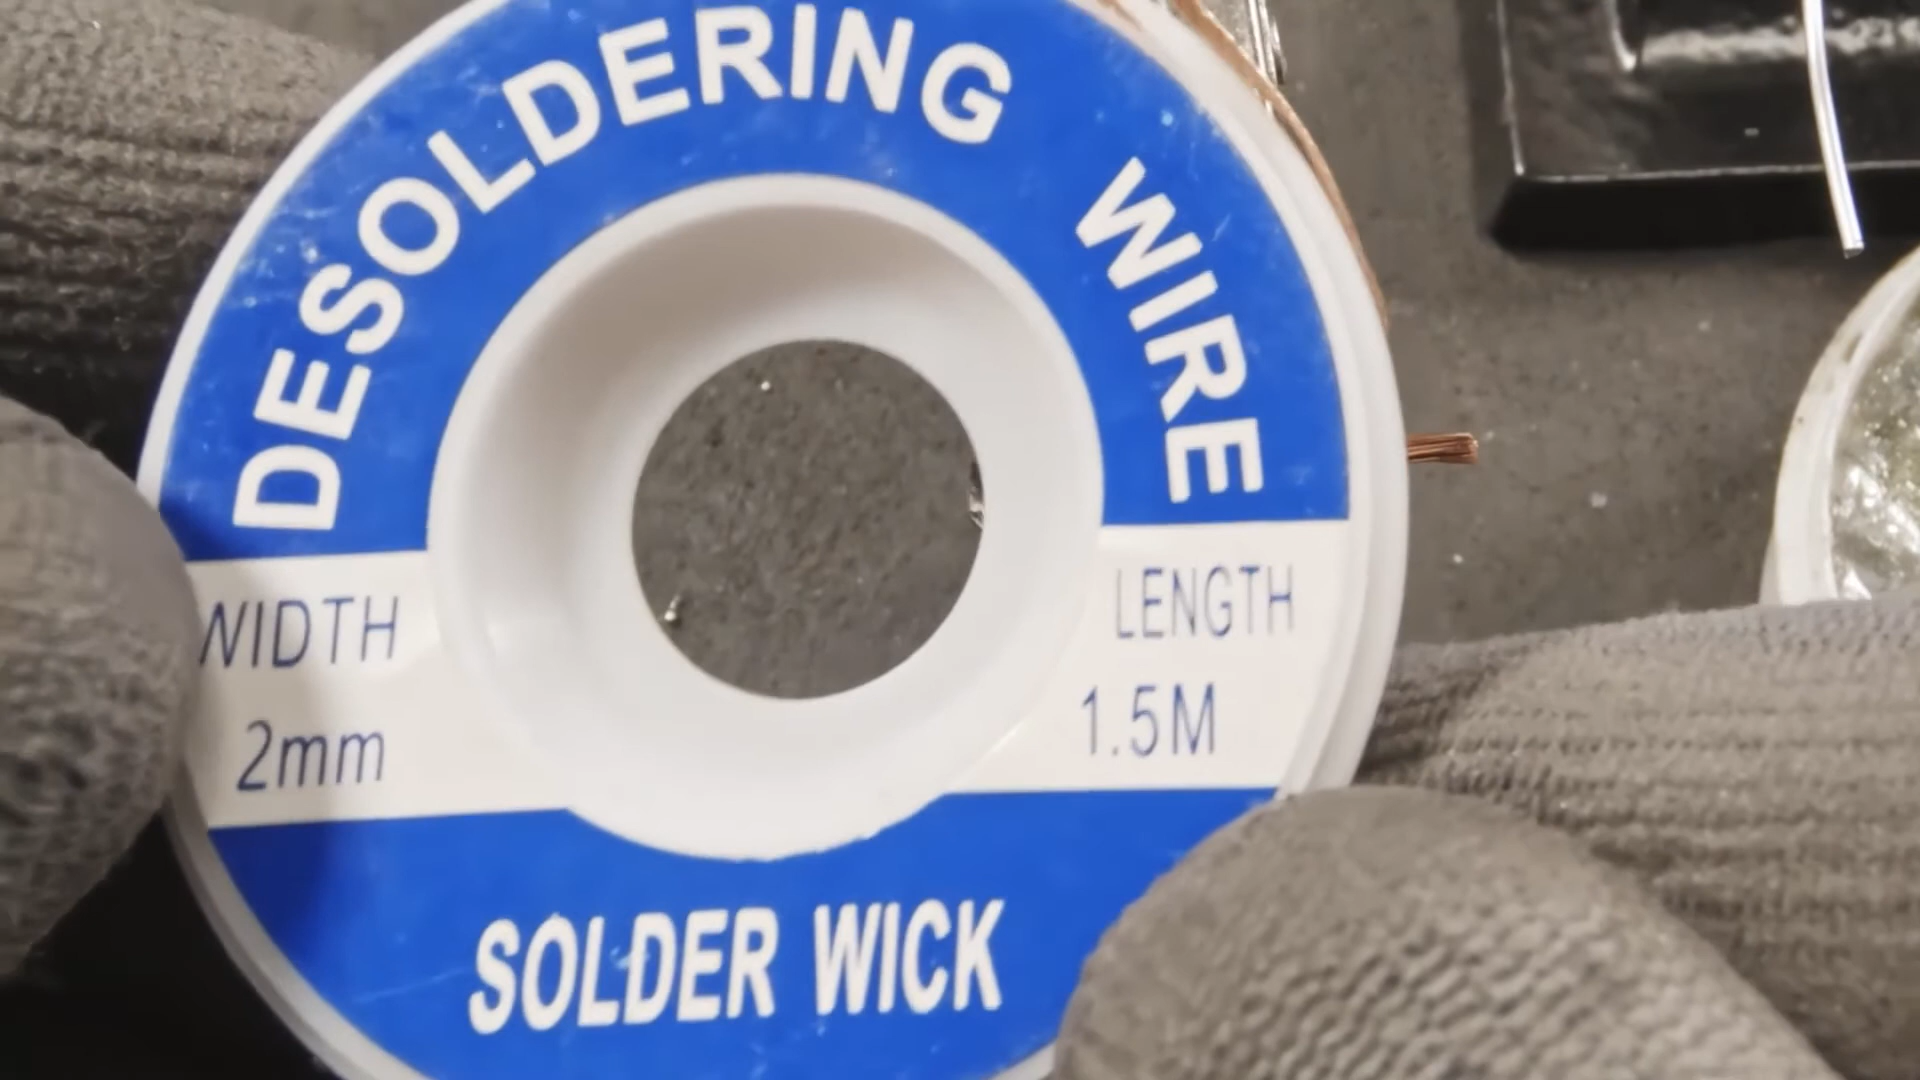 DESOLDERING WIRE
WIDTH
2mm
LENGTH
1.5M
SOLDER WICK